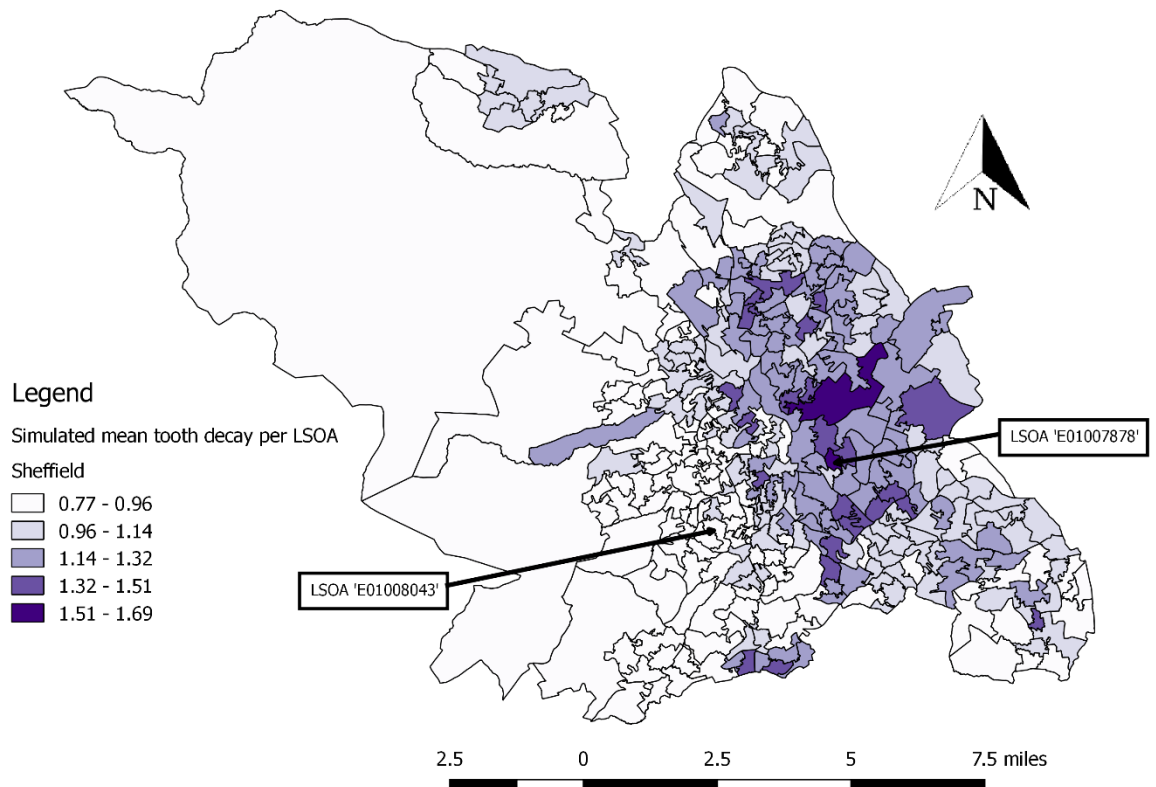 N
Legend
Simulated mean tooth decay per LSOA
Sheffield
0.77 - 0.96
0.96 - 1.14
1.14 - 1.32
1.32 - 1.51
1.51 - 1.69
LSOA 'E01007878'
LSOA 'E01008043'
2.5 0 2.5 5 7.5 miles